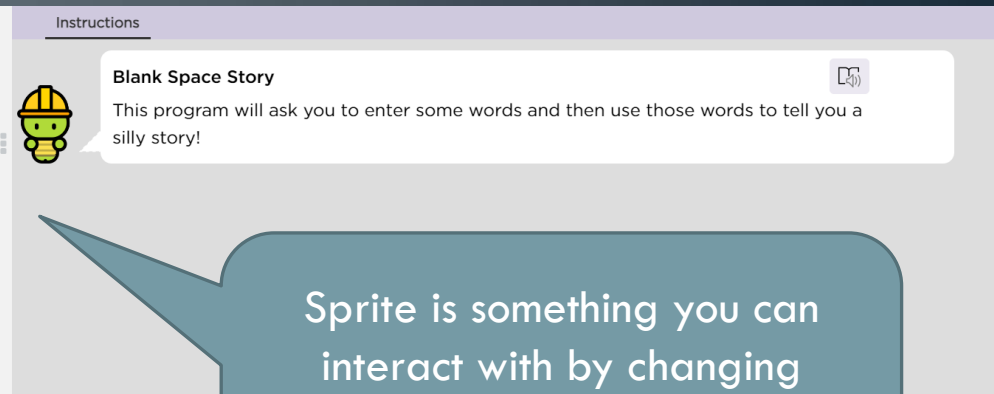 Instructions
Blank Space Story
This program will ask you to enter some words and then use those words to tell you a
silly story!
Sprite is something you can
interact with by changing